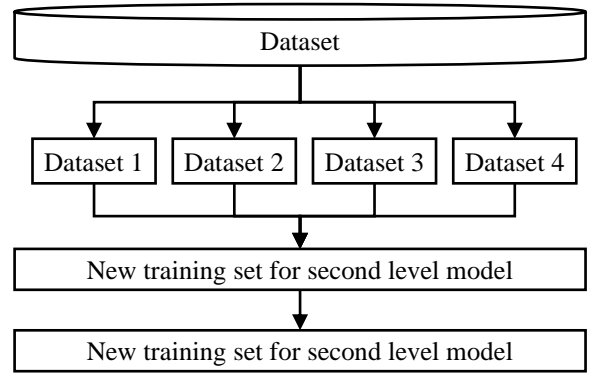 Dataset
Dataset 1
Dataset 2
Dataset 3
Dataset 4
New training set for second level model
New training set for second level model